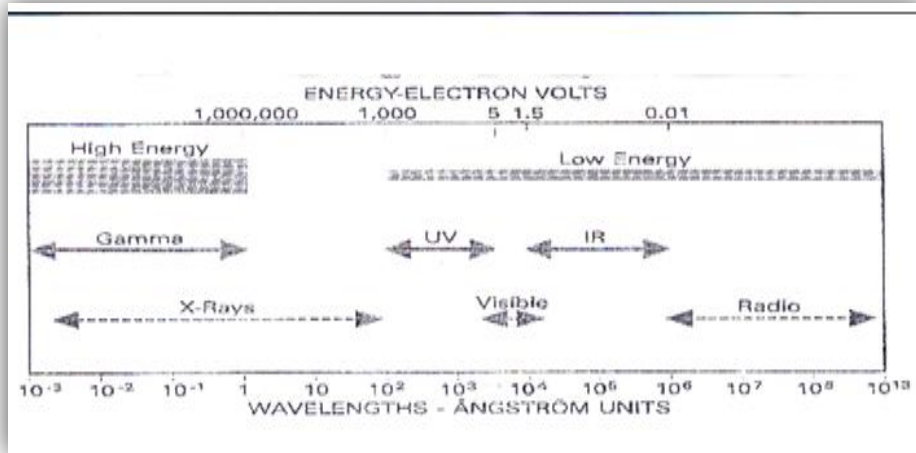 ENERGY-ELECTRON VOLTS
1,000,000 1,000 5 1.5 0.01
High Energy Low Energy
Gamma UV IR
X-Rays Visible Radio
10⁻³ 10⁻² 10⁻¹ 1 10 10² 10³ 10⁴ 10⁵ 10⁶ 10⁷ 10⁸ 10¹³
WAVELENGTHS - ÅNGSTRÖM UNITS